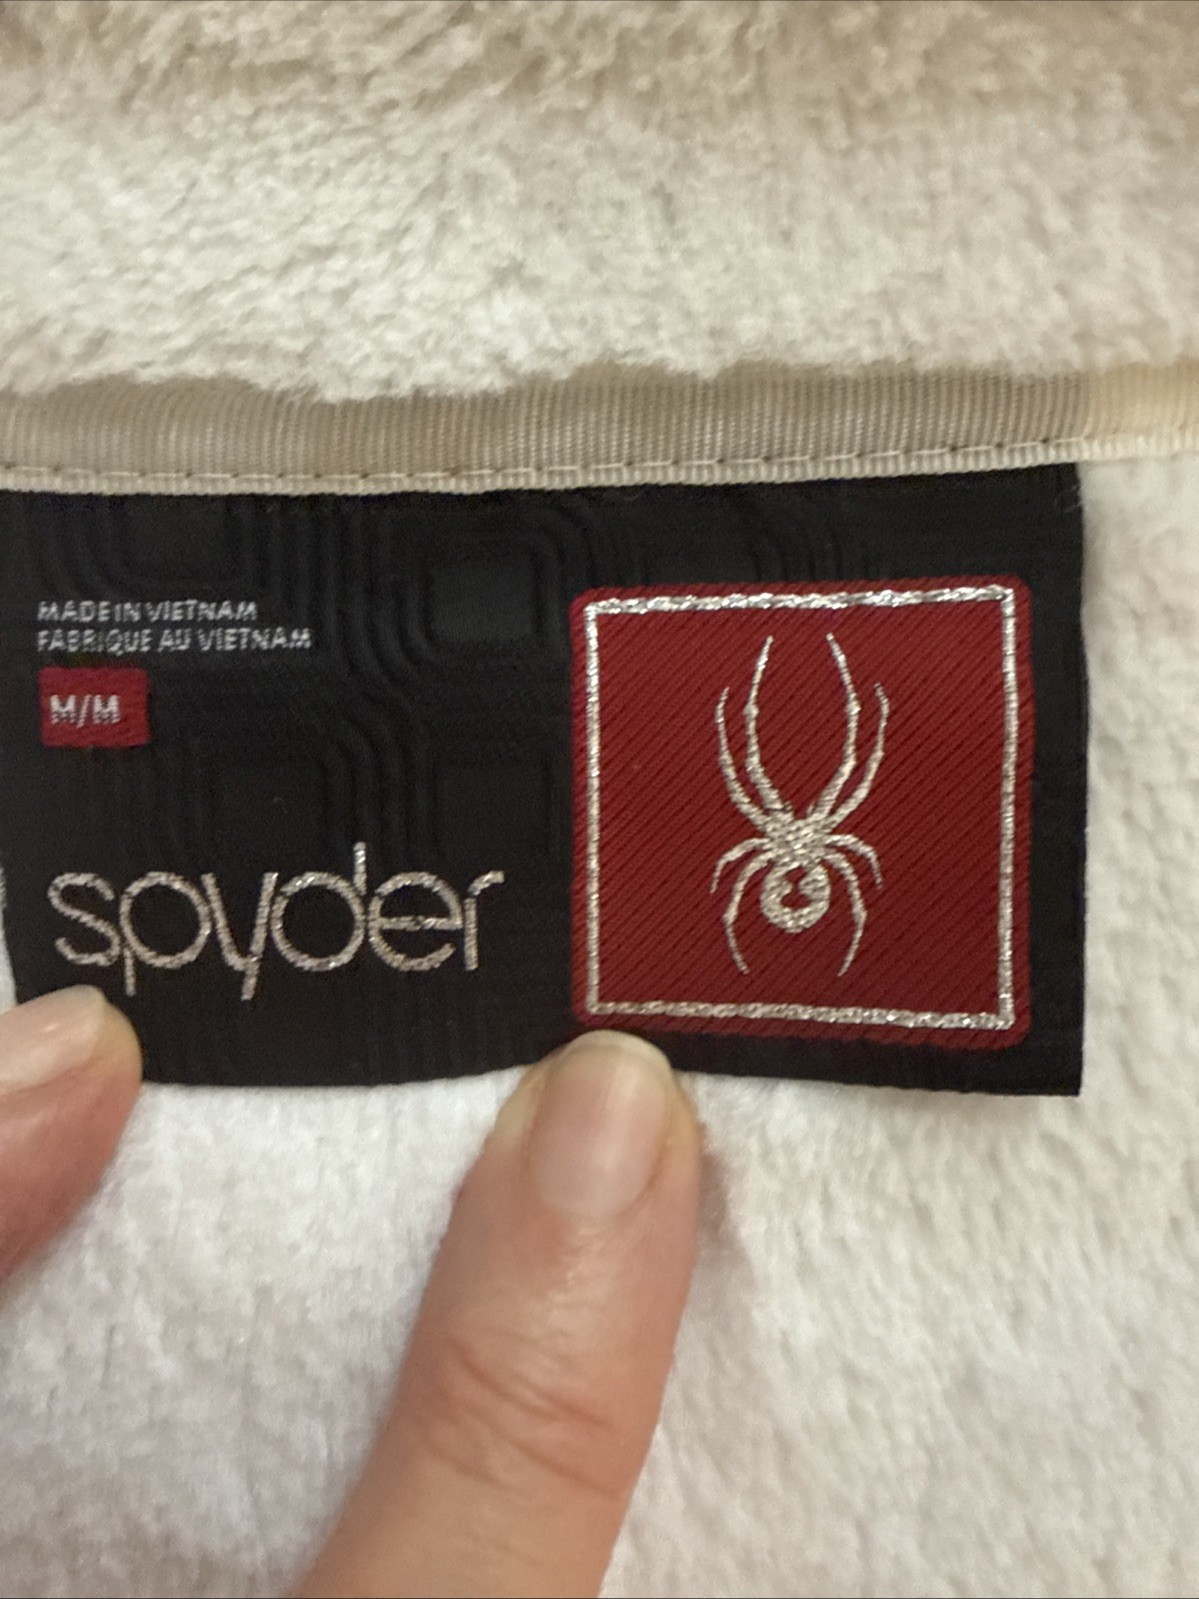 MADE IN VIETNAM
FABRIQUE AU VIETNAM
M/M
spyder